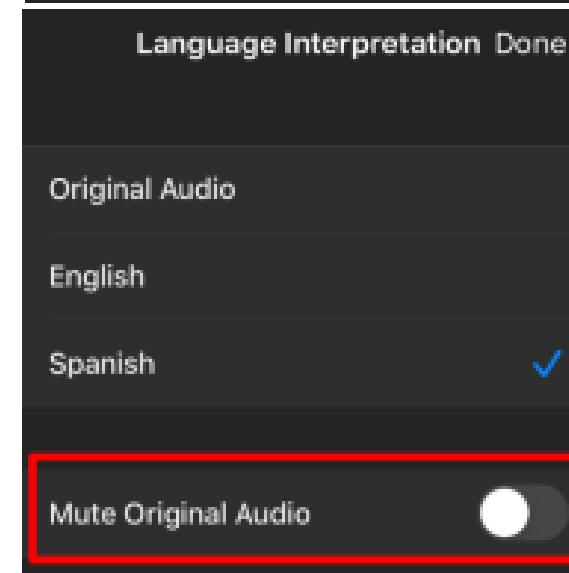 Language Interpretation Done
Original Audio
English
Spanish
Mute Original Audio